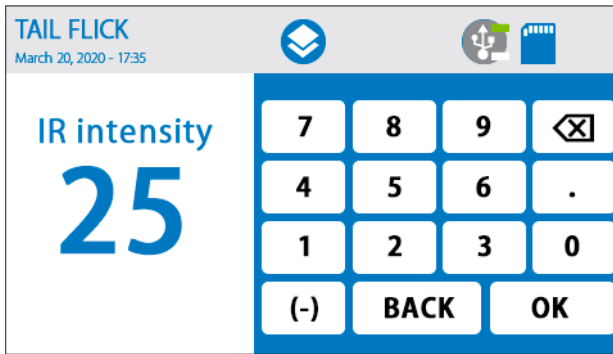 TAIL FLICK
March 20, 2020 - 17:35
IR intensity
25
7 8 9
4 5 6 .
1 2 3 0
(-) BACK OK